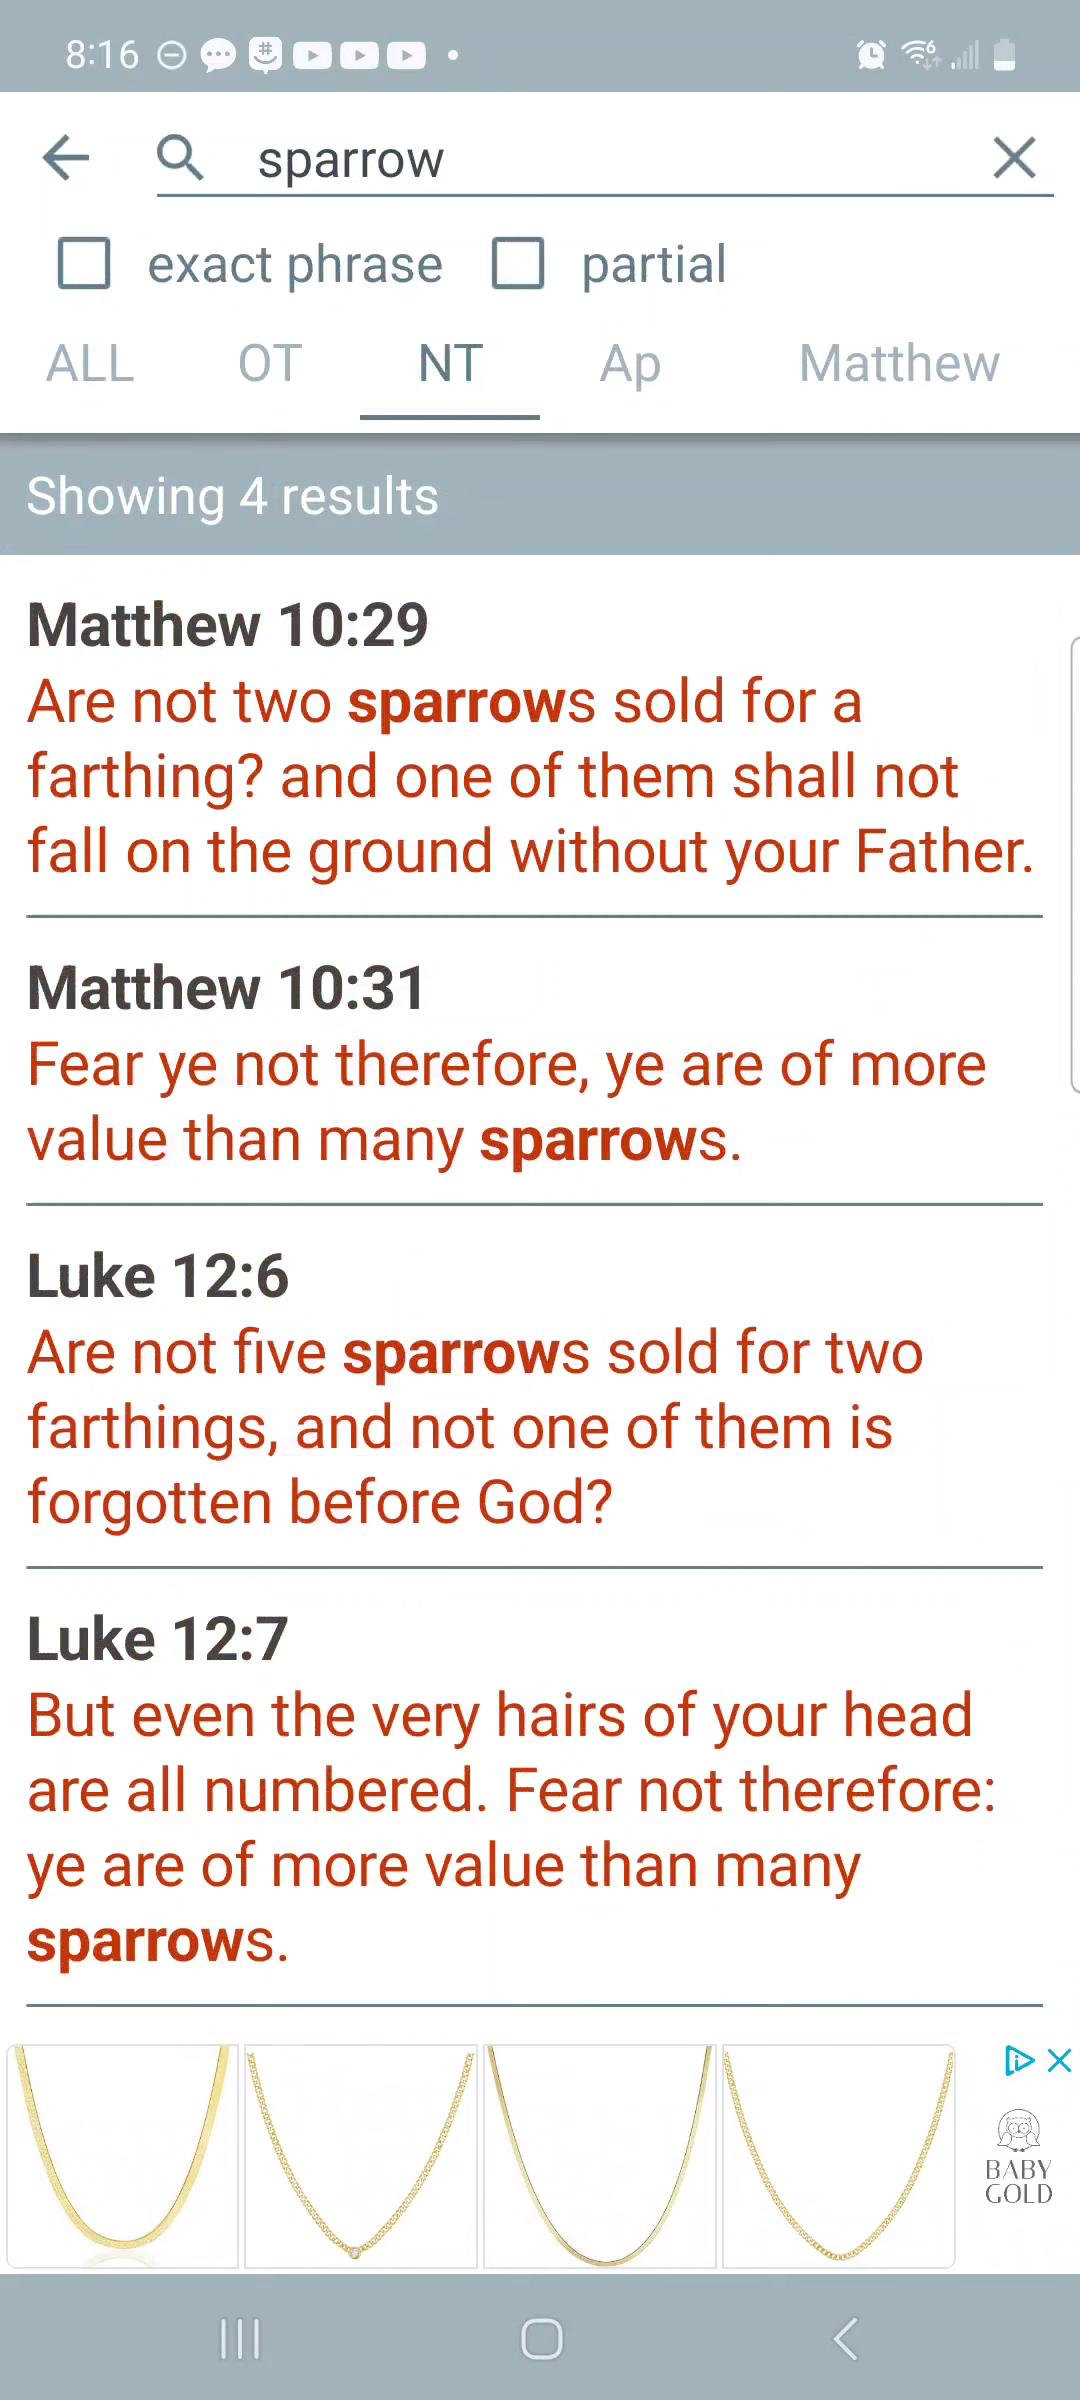 8:16
sparrow
exact phrase partial
ALL OT NT Ap Matthew
Showing 4 results
Matthew 10:29
Are not two sparrows sold for a
farthing? and one of them shall not
fall on the ground without your Father.
Matthew 10:31
Fear ye not therefore, ye are of more
value than many sparrows.
Luke 12:6
Are not five sparrows sold for two
farthings, and not one of them is
forgotten before God?
Luke 12:7
But even the very hairs of your head
are all numbered. Fear not therefore:
ye are of more value than many
sparrows.
BABY
GOLD